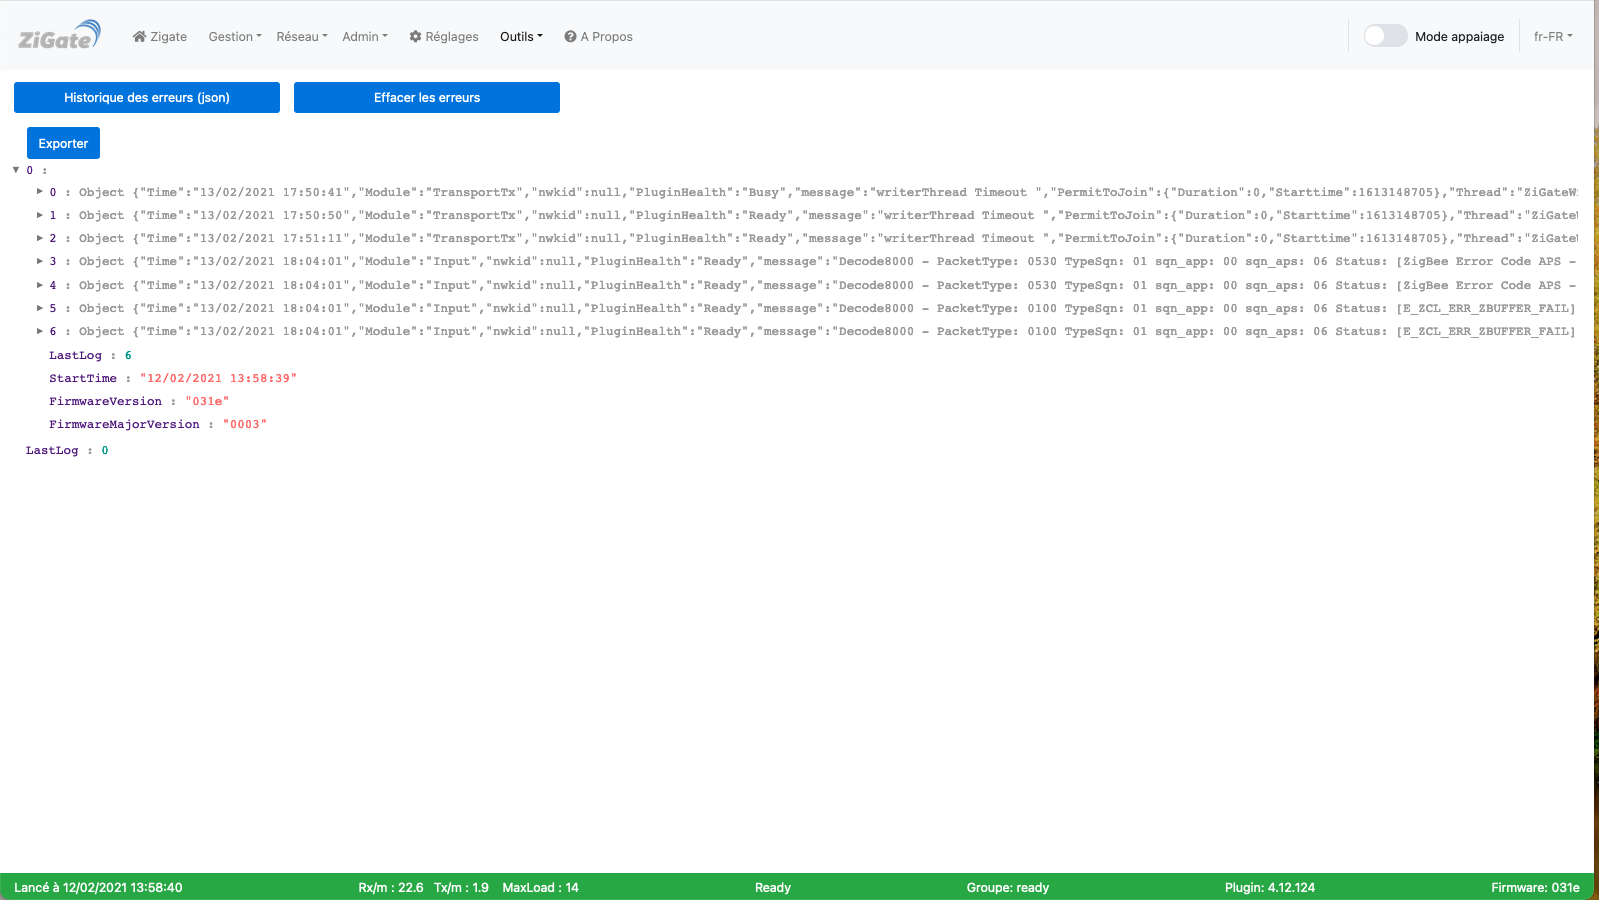 ZiGate Zigate Gestion Réseau Admin Réglages Outils A Propos Mode appaiage fr-FR
Historique des erreurs (json) Effacer les erreurs
Exporter
0 :
0 : Object {"Time":"13/02/2021 17:50:41","Module":"TransportTx","nwkid":null,"PluginHealth":"Busy","message":"writerThread Timeout ","PermitToJoin":{"Duration":0,"Starttime":1613148705},"Thread":"ZiGateW
1 : Object {"Time":"13/02/2021 17:50:50","Module":"TransportTx","nwkid":null,"PluginHealth":"Ready","message":"writerThread Timeout ","PermitToJoin":{"Duration":0,"Starttime":1613148705},"Thread":"ZiGate
2 : Object {"Time":"13/02/2021 17:51:11","Module":"TransportTx","nwkid":null,"PluginHealth":"Ready","message":"writerThread Timeout ","PermitToJoin":{"Duration":0,"Starttime":1613148705},"Thread":"ZiGate
3 : Object {"Time":"13/02/2021 18:04:01","Module":"Input","nwkid":null,"PluginHealth":"Ready","message":"Decode8000 - PacketType: 0530 TypeSqn: 01 sqn_app: 00 sqn_aps: 06 Status: [ZigBee Error Code APS -
4 : Object {"Time":"13/02/2021 18:04:01","Module":"Input","nwkid":null,"PluginHealth":"Ready","message":"Decode8000 - PacketType: 0530 TypeSqn: 01 sqn_app: 00 sqn_aps: 06 Status: [ZigBee Error Code APS -
5 : Object {"Time":"13/02/2021 18:04:01","Module":"Input","nwkid":null,"PluginHealth":"Ready","message":"Decode8000 - PacketType: 0100 TypeSqn: 01 sqn_app: 00 sqn_aps: 06 Status: [E_ZCL_ERR_ZBUFFER_FAIL]
6 : Object {"Time":"13/02/2021 18:04:01","Module":"Input","nwkid":null,"PluginHealth":"Ready","message":"Decode8000 - PacketType: 0100 TypeSqn: 01 sqn_app: 00 sqn_aps: 06 Status: [E_ZCL_ERR_ZBUFFER_FAIL]
LastLog : 6
StartTime : "12/02/2021 13:58:39"
FirmwareVersion : "031e"
FirmwareMajorVersion : "0003"
LastLog : 0
Lancé à 12/02/2021 13:58:40 Rx/m : 22.6 Tx/m : 1.9 MaxLoad : 14 Ready Groupe: ready Plugin: 4.12.124 Firmware: 031e